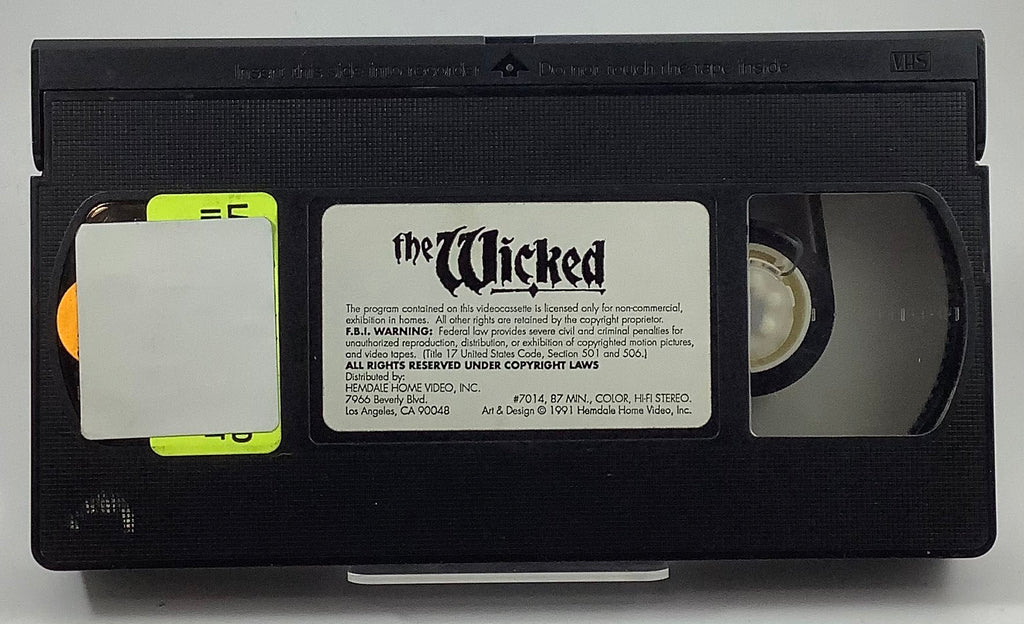 Insert this side into recorder Do not touch the tape inside VHS
the Wicked
The program contained on this videocassette is licensed only for non-commercial,
exhibition in homes. All other rights are retained by the copyright proprietor.
F.B.I. WARNING: Federal law provides severe civil and criminal penalties for
unauthorized reproduction, distribution, or exhibition of copyrighted motion pictures,
and video tapes. (Title 17 United States Code, Section 501 and 506.)
ALL RIGHTS RESERVED UNDER COPYRIGHT LAWS
Distributed by:
HEMDALE HOME VIDEO, INC.
7966 Beverly Blvd. #7014, 87 MIN., COLOR, HI-FI STEREO.
Los Angeles, CA 90048 Art & Design © 1991 Hemdale Home Video, Inc.